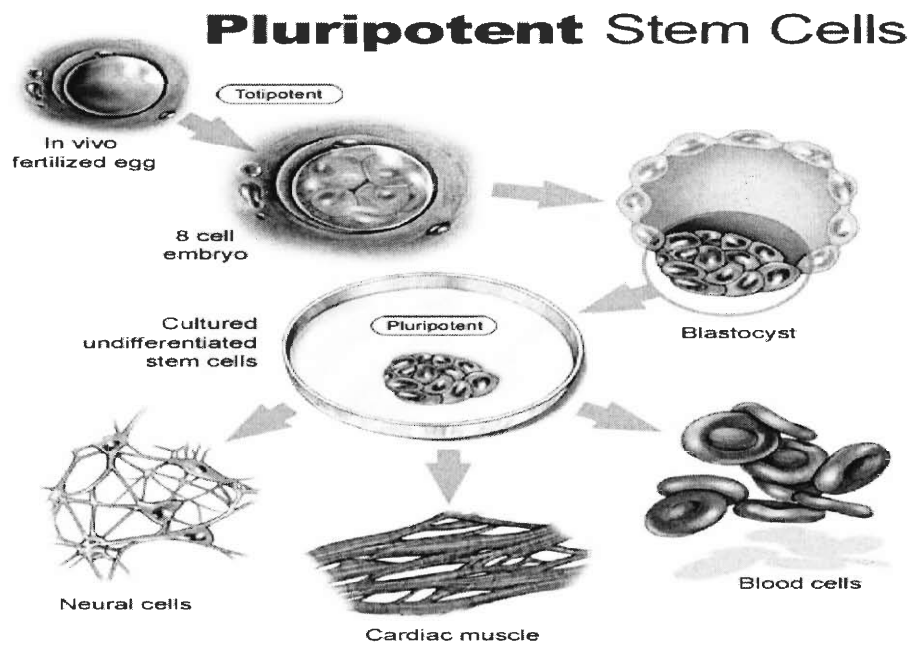 Pluripotent Stem Cells
Totipotent
In vivo
fertilized egg
8 cell
embryo
Blastocyst
Cultured
undifferentiated
stem cells
Pluripotent
Neural cells
Cardiac muscle
Blood cells